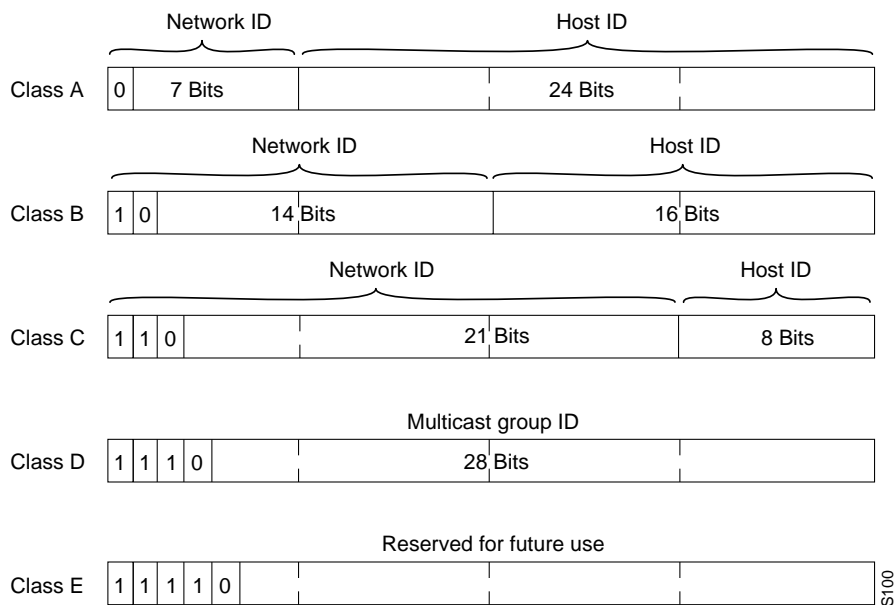 Network ID Host ID
Class A 0 7 Bits 24 Bits
Network ID Host ID
Class B 1 0 14 Bits 16 Bits
Network ID Host ID
Class C 1 1 0 21 Bits 8 Bits
Multicast group ID
Class D 1 1 1 0 28 Bits
Reserved for future use
Class E 1 1 1 1 0
S100